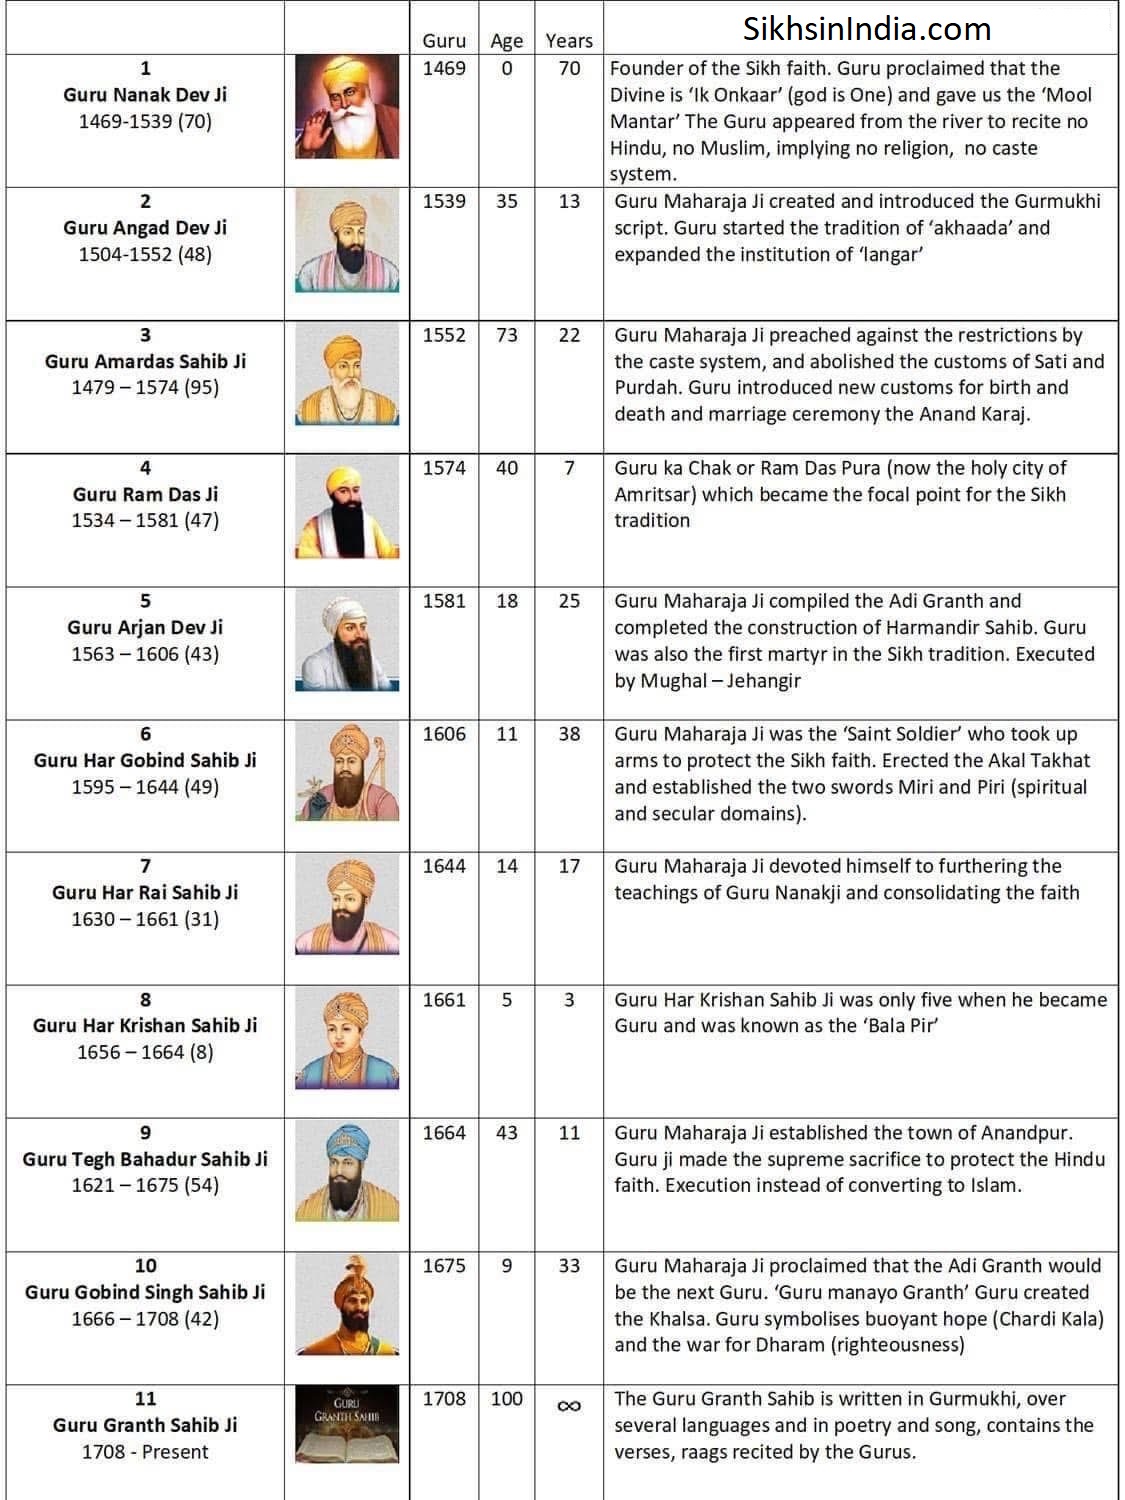 SikhsinIndia.com
Guru Age Years
1 1469 0 70 Founder of the Sikh faith. Guru proclaimed that the
Guru Nanak Dev Ji Divine is ‘Ik Onkaar’ (god is One) and gave us the ‘Mool
1469-1539 (70) Mantar’ The Guru appeared from the river to recite no
Hindu, no Muslim, implying no religion, no caste
system.
2 1539 35 13 Guru Maharaja Ji created and introduced the Gurmukhi
Guru Angad Dev Ji script. Guru started the tradition of ‘akhaada’ and
1504-1552 (48) expanded the institution of ‘langar’
3 1552 73 22 Guru Maharaja Ji preached against the restrictions by
Guru Amardas Sahib Ji the caste system, and abolished the customs of Sati and
1479 – 1574 (95) Purdah. Guru introduced new customs for birth and
death and marriage ceremony the Anand Karaj.
4 1574 40 7 Guru ka Chak or Ram Das Pura (now the holy city of
Guru Ram Das Ji Amritsar) which became the focal point for the Sikh
1534 – 1581 (47) tradition
5 1581 18 25 Guru Maharaja Ji compiled the Adi Granth and
Guru Arjan Dev Ji completed the construction of Harmandir Sahib. Guru
1563 – 1606 (43) was also the first martyr in the Sikh tradition. Executed
by Mughal – Jehangir
6 1606 11 38 Guru Maharaja Ji was the ‘Saint Soldier’ who took up
Guru Har Gobind Sahib Ji arms to protect the Sikh faith. Erected the Akal Takhat
1595 – 1644 (49) and established the two swords Miri and Piri (spiritual
and secular domains).
7 1644 14 17 Guru Maharaja Ji devoted himself to furthering the
Guru Har Rai Sahib Ji teachings of Guru Nanakji and consolidating the faith
1630 – 1661 (31)
8 1661 5 3 Guru Har Krishan Sahib Ji was only five when he became
Guru Har Krishan Sahib Ji Guru and was known as the ‘Bala Pir’
1656 – 1664 (8)
9 1664 43 11 Guru Maharaja Ji established the town of Anandpur.
Guru Tegh Bahadur Sahib Ji Guru ji made the supreme sacrifice to protect the Hindu
1621 – 1675 (54) faith. Execution instead of converting to Islam.
10 1675 9 33 Guru Maharaja Ji proclaimed that the Adi Granth would
Guru Gobind Singh Sahib Ji be the next Guru. ‘Guru manayo Granth’ Guru created
1666 – 1708 (42) the Khalsa. Guru symbolises buoyant hope (Chardi Kala)
and the war for Dharam (righteousness)
11 GURU 1708 100 ∞ The Guru Granth Sahib is written in Gurmukhi, over
Guru Granth Sahib Ji GRANTH SAHIB several languages and in poetry and song, contains the
1708 - Present verses, raags recited by the Gurus.